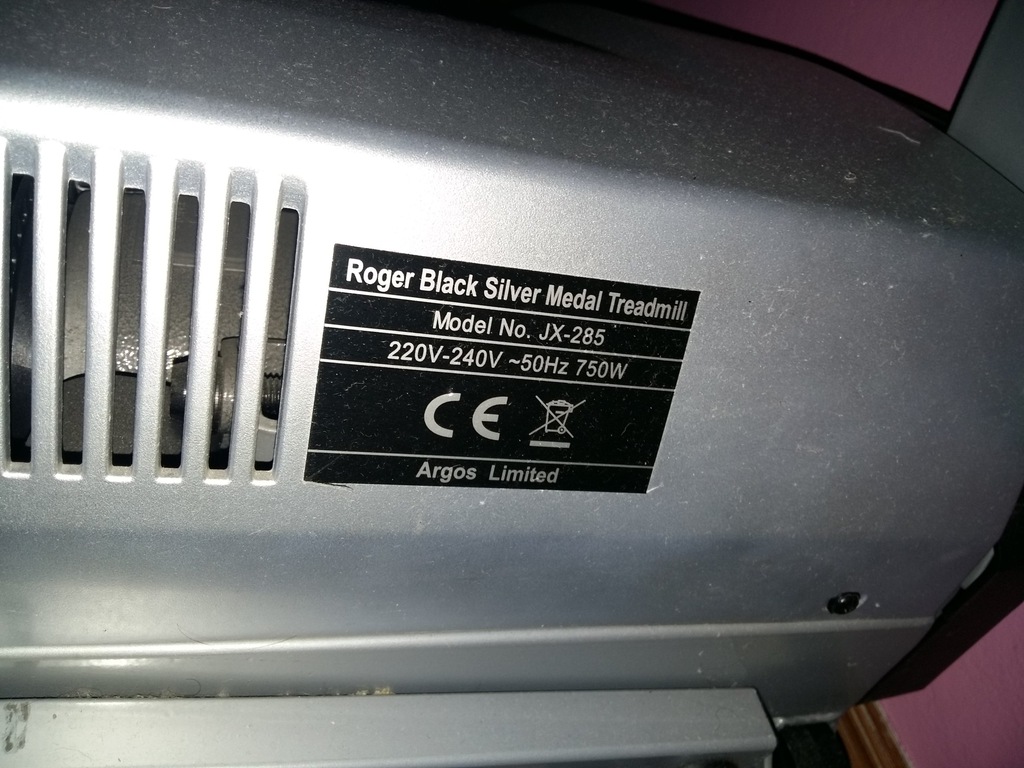 Roger Black Silver Medal Treadmill
Model No. JX-285
220V-240V ~50Hz 750W
CE
Argos Limited